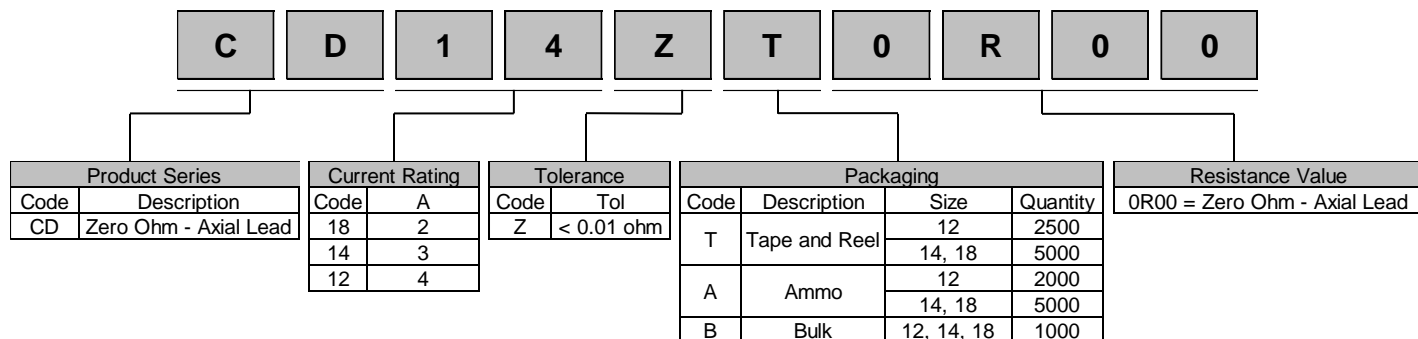 C D 1 4 Z T 0 R 0 0
Product Series
Code Description
CD Zero Ohm - Axial Lead
Current Rating
Code A
18 2
14 3
12 4
Tolerance
Code Tol
Z < 0.01 ohm
Packaging
Code Description Size Quantity
T Tape and Reel 12 2500
14, 18 5000
A Ammo 12 2000
14, 18 5000
B Bulk 12, 14, 18 1000
Resistance Value
0R00 = Zero Ohm - Axial Lead